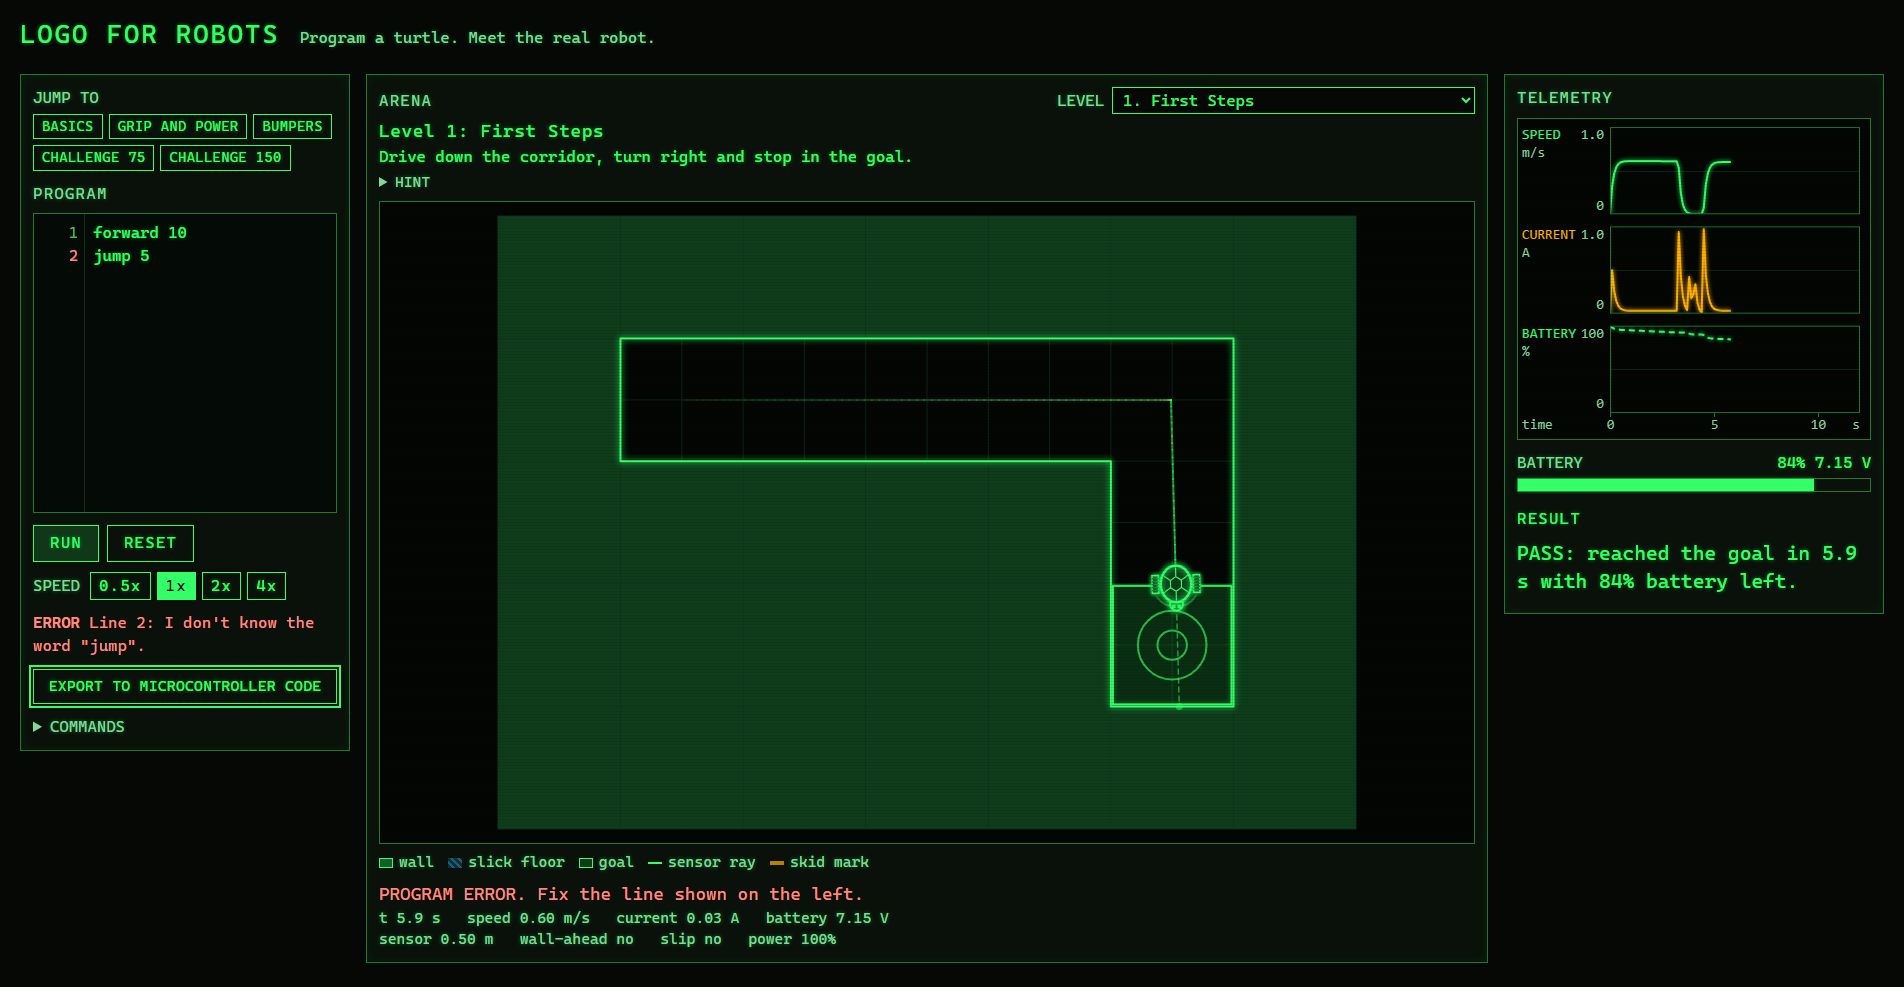 LOGO FOR ROBOTS Program a turtle. Meet the real robot.
JUMP TO
BASICS GRIP AND POWER BUMPERS
CHALLENGE 75 CHALLENGE 150
PROGRAM
1 forward 10
2 jump 5
RUN RESET
SPEED 0.5x 1x 2x 4x
ERROR Line 2: I don't know the
word "jump".
EXPORT TO MICROCONTROLLER CODE
▶ COMMANDS
ARENA
LEVEL 1. First Steps
Level 1: First Steps
Drive down the corridor, turn right and stop in the goal.
▶ HINT
wall slick floor goal sensor ray skid mark
PROGRAM ERROR. Fix the line shown on the left.
t 5.9 s speed 0.60 m/s current 0.03 A battery 7.15 V
sensor 0.50 m wall-ahead no slip no power 100%
TELEMETRY
SPEED 1.0
m/s
0
CURRENT 1.0
A
0
BATTERY 100
%
0
time 0 5 10 s
BATTERY 84% 7.15 V
RESULT
PASS: reached the goal in 5.9
s with 84% battery left.